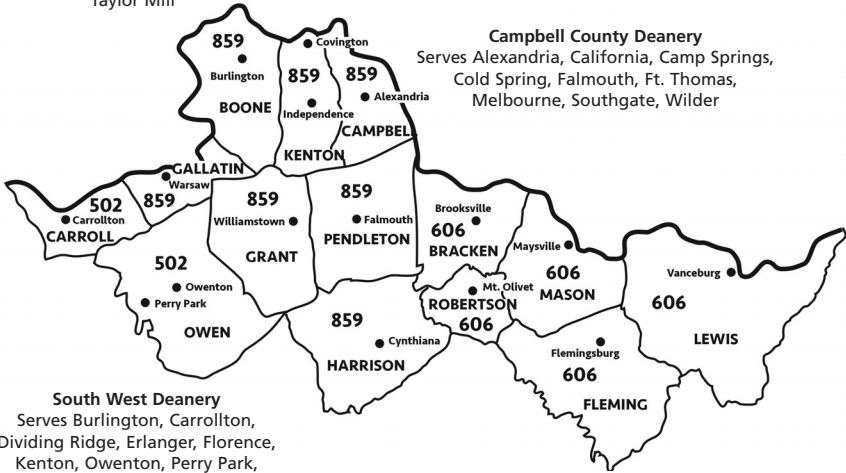 Taylor Mill
Campbell County Deanery
Serves Alexandria, California, Camp Springs,
Cold Spring, Falmouth, Ft. Thomas,
Melbourne, Southgate, Wilder
859
Burlington
BOONE
Covington
859
Independence
KENTON
859
Alexandria
CAMPBELL
GALLATIN
Warsaw
859
502
Carrollton
CARROLL
859
Williamstown
GRANT
859
Falmouth
PENDLETON
Brooksville
606
BRACKEN
Maysville
606
MASON
Vanceburg
606
LEWIS
502
Owenton
Perry Park
OWEN
Mt. Olivet
ROBERTSON
606
859
Cynthiana
HARRISON
Flemingsburg
606
FLEMING
South West Deanery
Serves Burlington, Carrollton,
Dividing Ridge, Erlanger, Florence,
Kenton, Owenton, Perry Park,